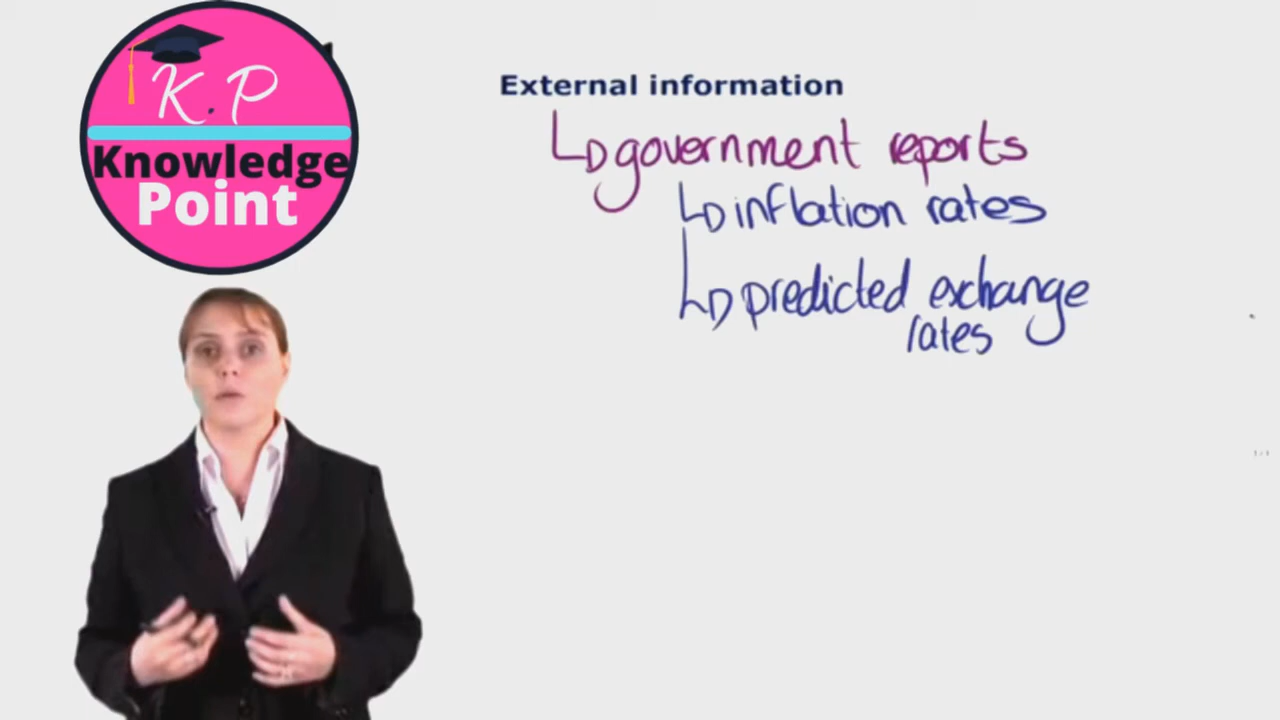 K.P
Knowledge
Point
External information
government reports
inflation rates
predicted exchange
rates